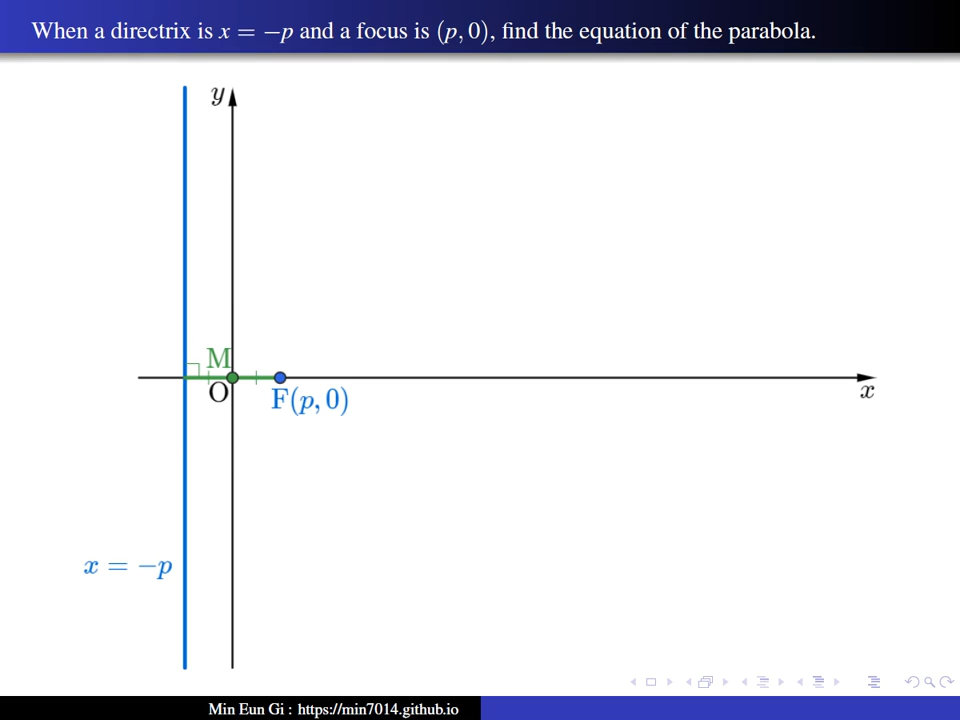 When a directrix is x = −p and a focus is (p, 0), find the equation of the parabola.
y
M
O
F(p, 0)
x
x = −p
Min Eun Gi : https://min7014.github.io